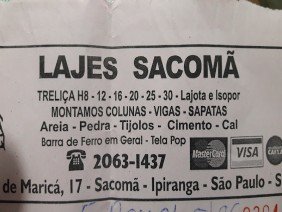 LAJES SACOMÃ
TRELIÇA H8 - 12 - 16 - 20 - 25 - 30 - Lajota e Isopor
MONTAMOS COLUNAS - VIGAS - SAPATAS
Areia - Pedra - Tijolos - Cimento - Cal
Barra de Ferro em Geral - Tela Pop
☎ 2063-1437
MasterCard VISA
de Maricá, 17 - Sacomã - Ipiranga - São Paulo - S